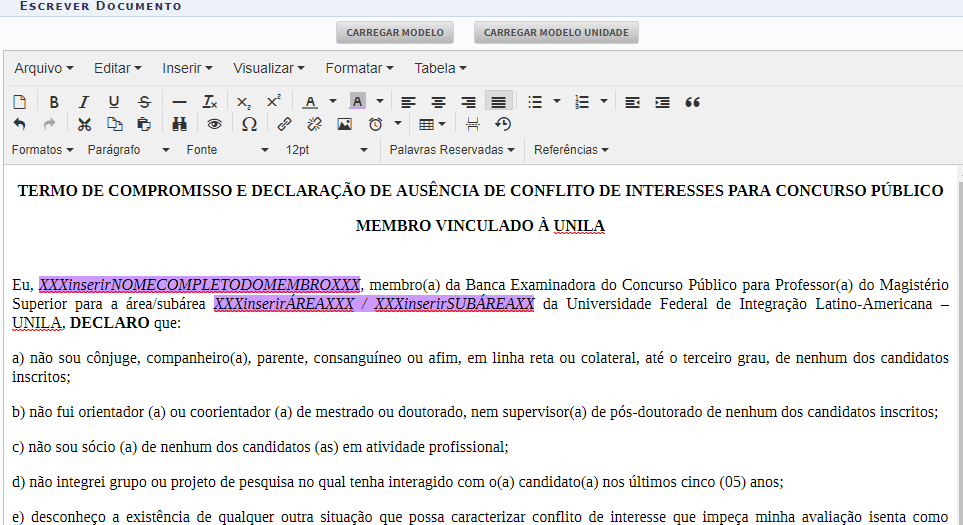 Escrever Documento
CARREGAR MODELO CARREGAR MODELO UNIDADE
Arquivo Editar Inserir Visualizar Formatar Tabela
Formatos Parágrafo Fonte 12pt Palavras Reservadas Referências
TERMO DE COMPROMISSO E DECLARAÇÃO DE AUSÊNCIA DE CONFLITO DE INTERESSES PARA CONCURSO PÚBLICO
MEMBRO VINCULADO À UNILA
Eu, XXXinserirNOMECOMPLETODOMEMBROXXX, membro(a) da Banca Examinadora do Concurso Público para Professor(a) do Magistério
Superior para a área/subárea XXXinserirÁREAXXX / XXXinserirSUBÁREAXX da Universidade Federal de Integração Latino-Americana –
UNILA, DECLARO que:
a) não sou cônjuge, companheiro(a), parente, consanguíneo ou afim, em linha reta ou colateral, até o terceiro grau, de nenhum dos candidatos
inscritos;
b) não fui orientador (a) ou coorientador (a) de mestrado ou doutorado, nem supervisor(a) de pós-doutorado de nenhum dos candidatos inscritos;
c) não sou sócio (a) de nenhum dos candidatos (as) em atividade profissional;
d) não integrei grupo ou projeto de pesquisa no qual tenha interagido com o(a) candidato(a) nos últimos cinco (05) anos;
e) desconheço a existência de qualquer outra situação que possa caracterizar conflito de interesse que impeça minha avaliação isenta como